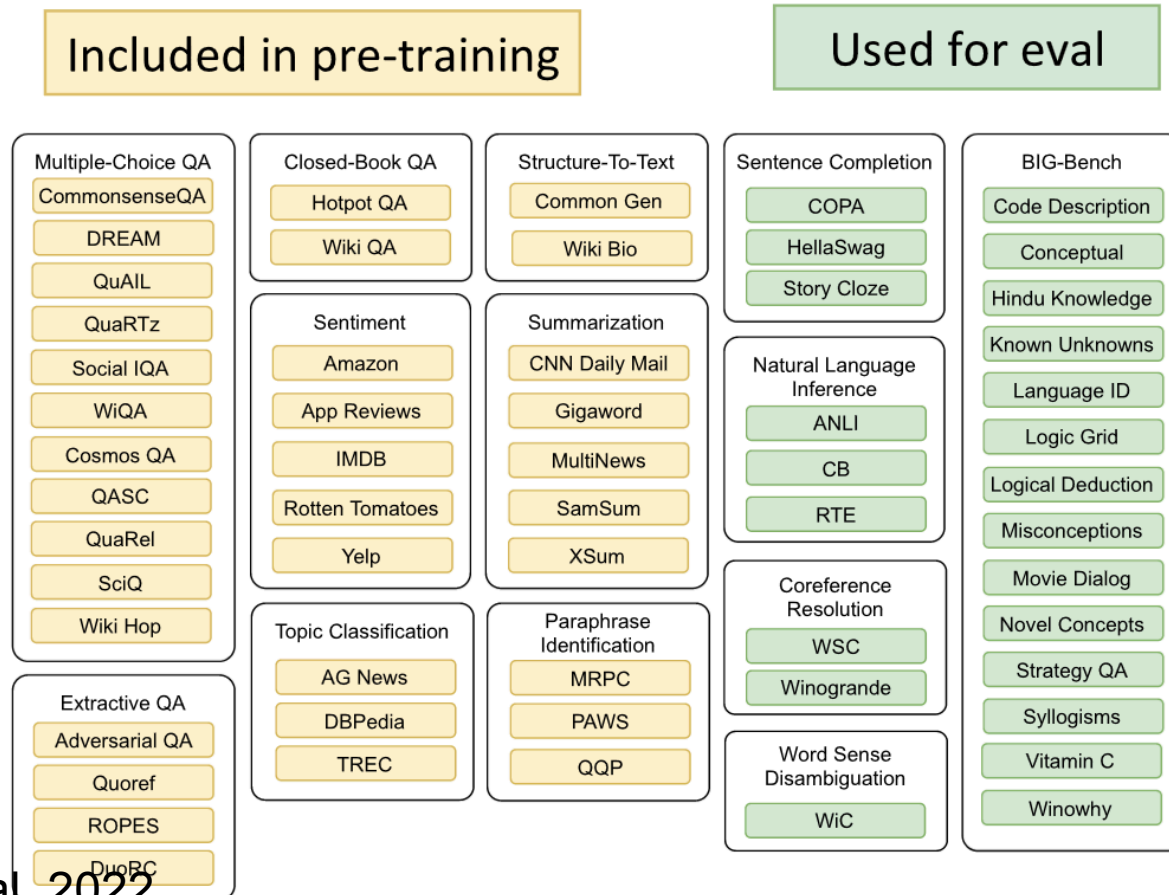 Included in pre-training
Used for eval
Multiple-Choice QA
CommonsenseQA
DREAM
QuAIL
QuaRTz
Social IQA
WiQA
Cosmos QA
QASC
QuaRel
SciQ
Wiki Hop
Extractive QA
Adversarial QA
Quoref
ROPES
DuoRC
Closed-Book QA
Hotpot QA
Wiki QA
Sentiment
Amazon
App Reviews
IMDB
Rotten Tomatoes
Yelp
Topic Classification
AG News
DBPedia
TREC
Structure-To-Text
Common Gen
Wiki Bio
Summarization
CNN Daily Mail
Gigaword
MultiNews
SamSum
XSum
Paraphrase
Identification
MRPC
PAWS
QQP
Sentence Completion
COPA
HellaSwag
Story Cloze
Natural Language
Inference
ANLI
CB
RTE
Coreference
Resolution
WSC
Winogrande
Word Sense
Disambiguation
WiC
BIG-Bench
Code Description
Conceptual
Hindu Knowledge
Known Unknowns
Language ID
Logic Grid
Logical Deduction
Misconceptions
Movie Dialog
Novel Concepts
Strategy QA
Syllogisms
Vitamin C
Winowhy
al. 2022